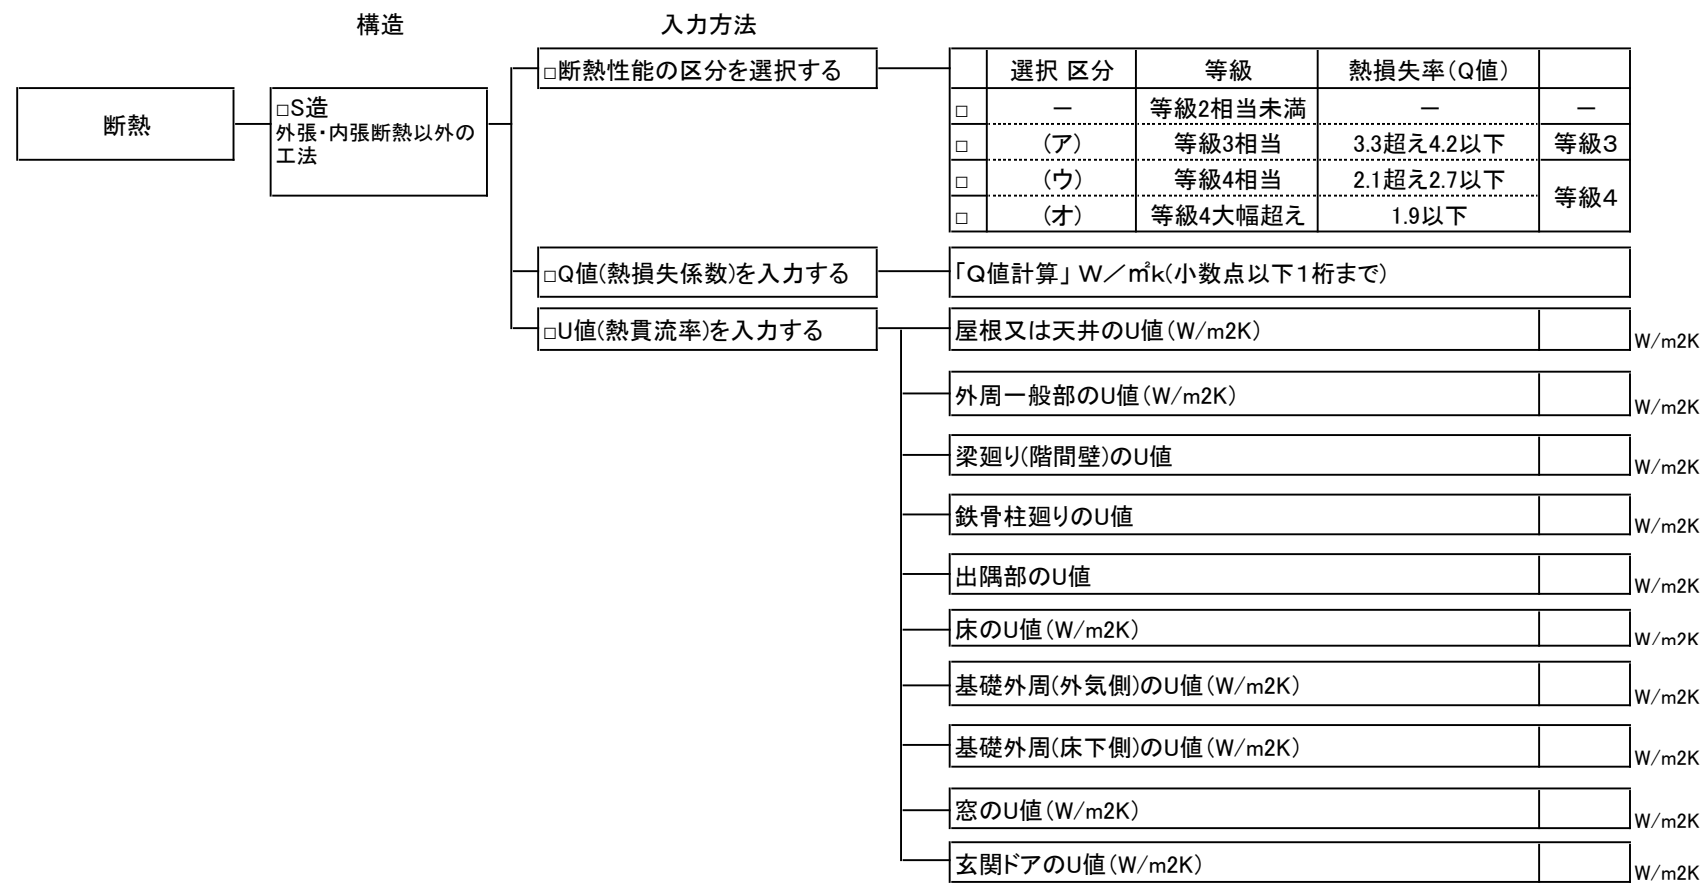 構造 入力方法
断熱
□S造
外張・内張断熱以外の
工法
□断熱性能の区分を選択する
選択 区分 等級 熱損失率(Q値)
□ － 等級2相当未満 － －
□ (ア) 等級3相当 3.3超え4.2以下 等級3
□ (ウ) 等級4相当 2.1超え2.7以下 等級4
□ (オ) 等級4大幅超え 1.9以下
□Q値(熱損失係数)を入力する
「Q値計算」 W／㎡k(小数点以下1桁まで)
□U値(熱貫流率)を入力する
屋根又は天井のU値(W/m2K) W/m2K
外周一般部のU値(W/m2K) W/m2K
梁廻り(階間壁)のU値 W/m2K
鉄骨柱廻りのU値 W/m2K
出隅部のU値 W/m2K
床のU値(W/m2K) W/m2K
基礎外周(外気側)のU値(W/m2K) W/m2K
基礎外周(床下側)のU値(W/m2K) W/m2K
窓のU値(W/m2K) W/m2K
玄関ドアのU値(W/m2K) W/m2K